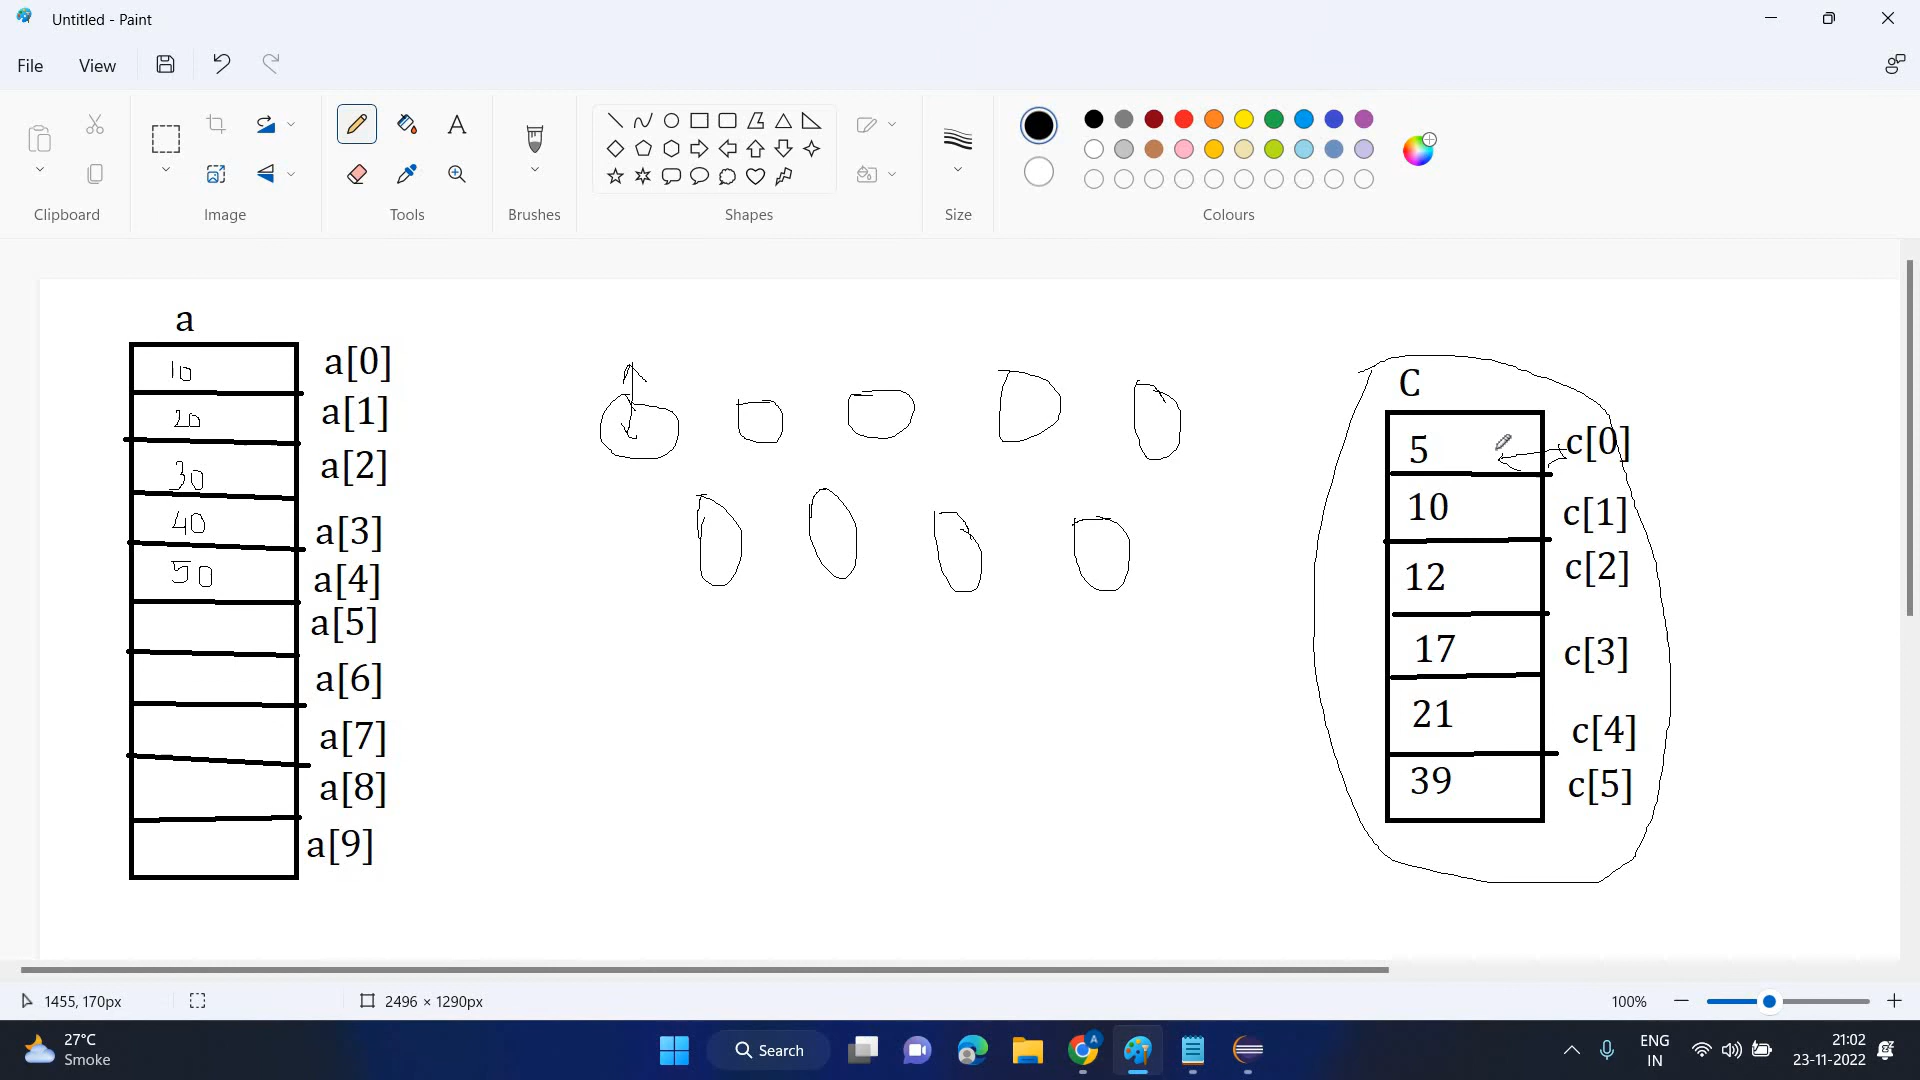 Untitled - Paint
File
View
Clipboard
Image
Tools
Brushes
Shapes
Size
Colours
a
10
a[0]
20
a[1]
30
a[2]
40
a[3]
50
a[4]
a[5]
a[6]
a[7]
a[8]
a[9]
C
5
c[0]
10
c[1]
12
c[2]
17
c[3]
21
c[4]
39
c[5]
1455, 170px
2496 × 1290px
100%
27°C
Smoke
Search
A
ENG
IN
21:02
23-11-2022